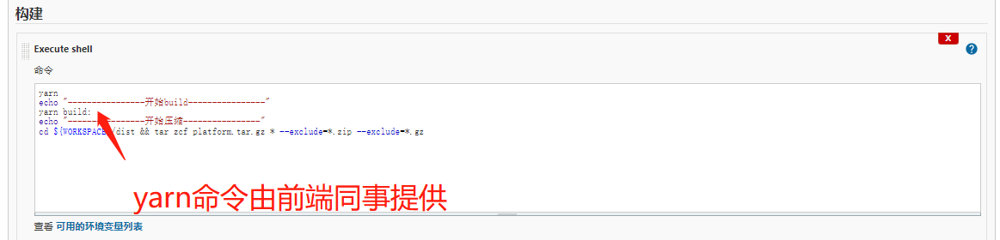 构建
Execute shell
X
?
命令
yarn
echo "----------------开始build----------------"
yarn build:
echo "----------------开始压缩----------------"
cd ${WORKSPACE}/dist && tar zcf platform.tar.gz * --exclude=*.zip --exclude=*.gz
yarn命令由前端同事提供
查看 可用的环境变量列表